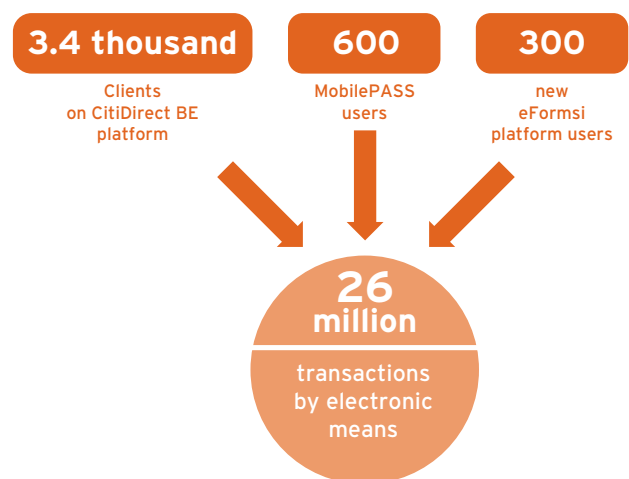 3.4 thousand
Clients
on CitiDirect BE
platform
600
MobilePASS
users
300
new
eFormsi
platform users
26
million
transactions
by electronic
means